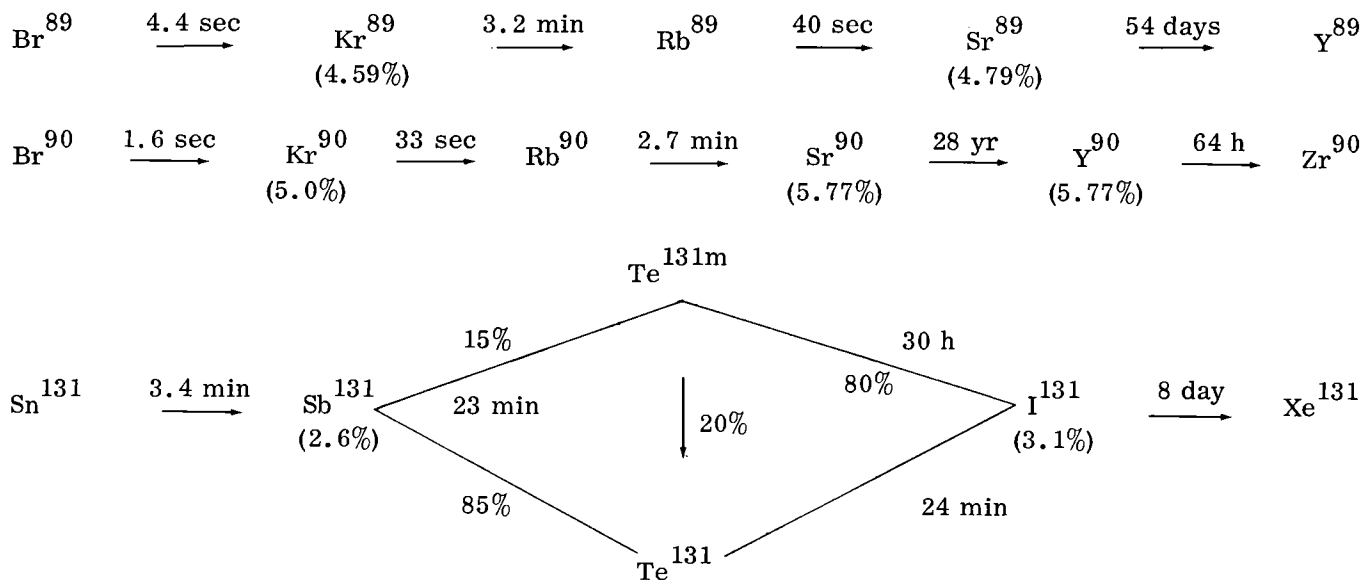 Br⁸⁹ 4.4 sec Kr⁸⁹ 3.2 min Rb⁸⁹ 40 sec Sr⁸⁹ 54 days Y⁸⁹
(4.59%) (4.79%)
Br⁹⁰ 1.6 sec Kr⁹⁰ 33 sec Rb⁹⁰ 2.7 min Sr⁹⁰ 28 yr Y⁹⁰ 64 h Zr⁹⁰
(5.0%) (5.77%) (5.77%)
Te¹³¹ᵐ
15% 30 h
80%
Sn¹³¹ 3.4 min Sb¹³¹ 23 min 20% I¹³¹ 8 day Xe¹³¹
(2.6%) (3.1%)
85% 24 min
Te¹³¹